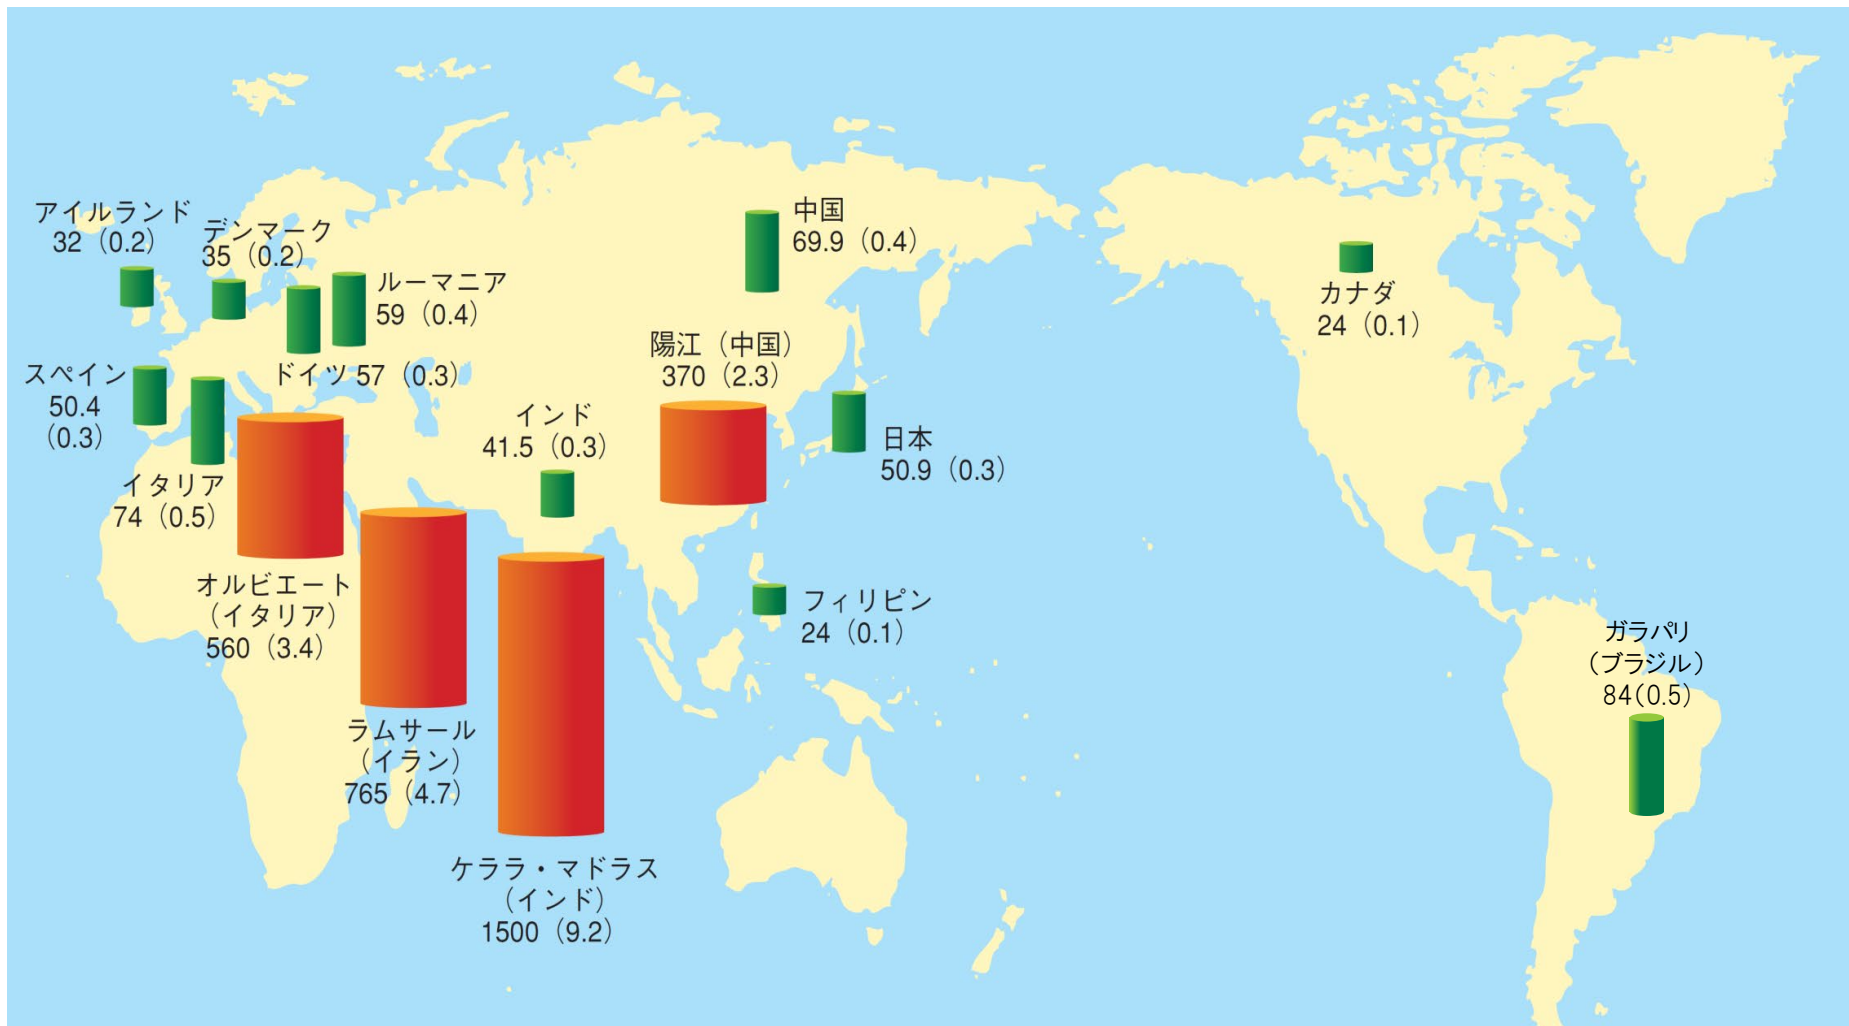 アイルランド
32（0.2）
デンマーク
35（0.2）
ルーマニア
59（0.4）
ドイツ 57（0.3）
スペイン
50.4
（0.3）
イタリア
74（0.5）
オルビエート
（イタリア）
560（3.4）
ラムサール
（イラン）
765（4.7）
インド
41.5（0.3）
ケララ・マドラス
（インド）
1500（9.2）
中国
69.9（0.4）
陽江（中国）
370（2.3）
日本
50.9（0.3）
フィリピン
24（0.1）
カナダ
24（0.1）
ガラパリ
（ブラジル）
84(0.5)